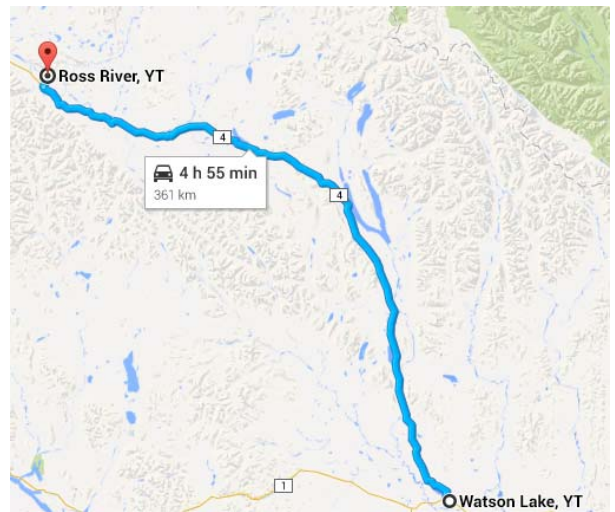 Ross River, YT
4
4 h 55 min
361 km
4
1
Watson Lake, YT